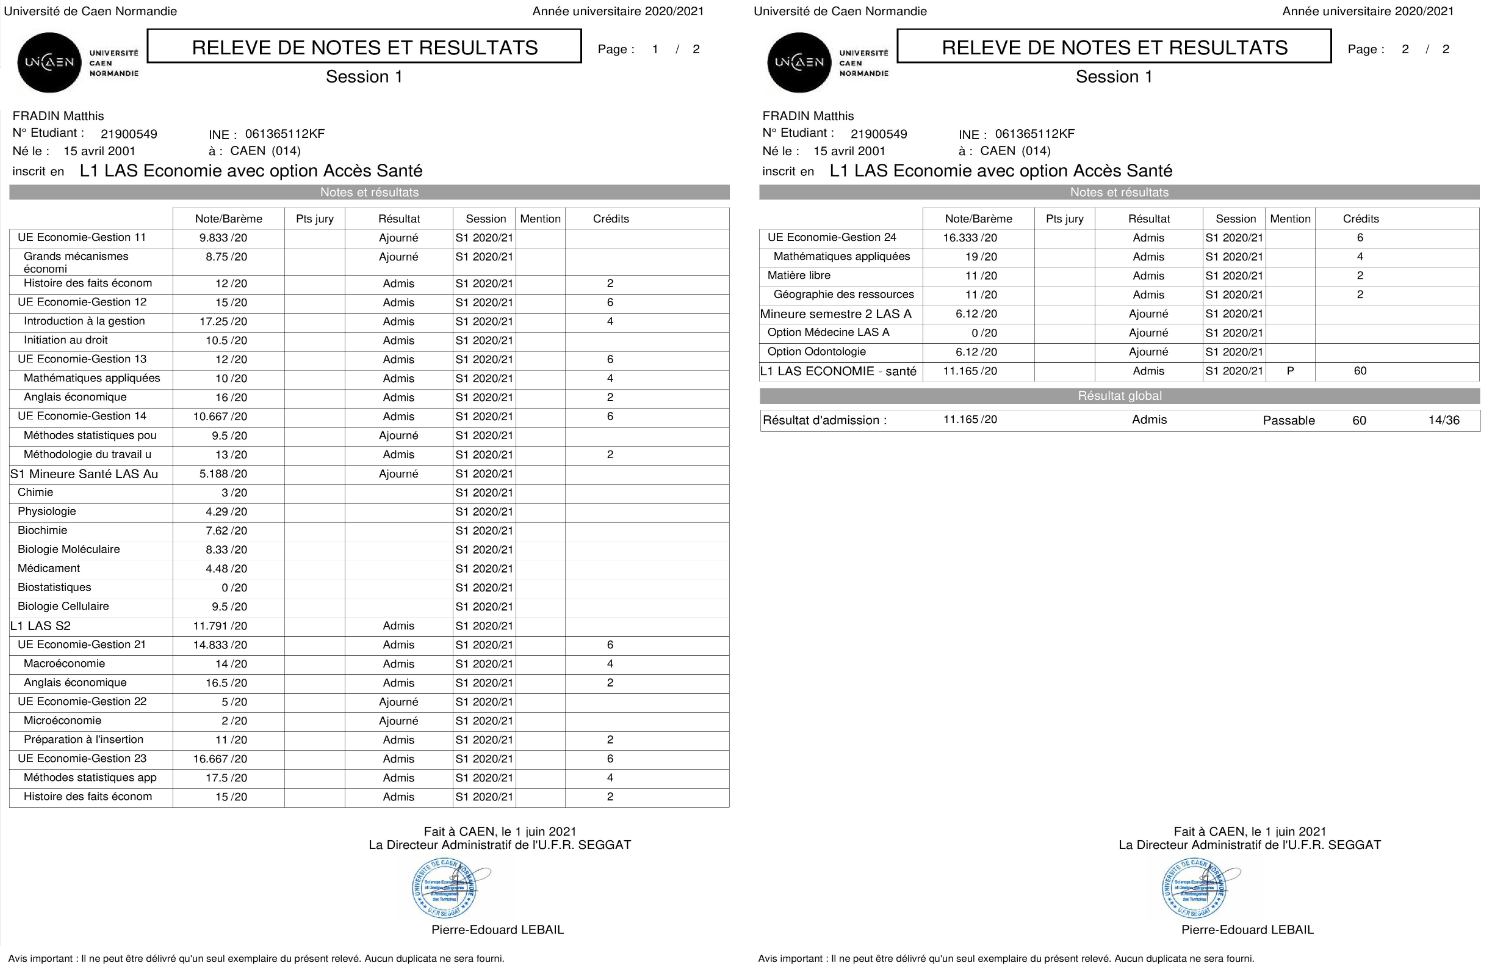 Université de Caen Normandie Année universitaire 2020/2021
UNICAEN
UNIVERSITÉ
CAEN
NORMANDIE
RELEVE DE NOTES ET RESULTATS
Page : 1 / 2
Session 1
FRADIN Matthis
N° Etudiant : 21900549 INE : 061365112KF
Né le : 15 avril 2001 à : CAEN (014)
inscrit en L1 LAS Economie avec option Accès Santé
Notes et résultats
Note/Barème Pts jury Résultat Session Mention Crédits
UE Economie-Gestion 11 9.833 /20 Ajourné S1 2020/21
Grands mécanismes 8.75 /20 Ajourné S1 2020/21
économi
Histoire des faits économ 12 /20 Admis S1 2020/21 2
UE Economie-Gestion 12 15 /20 Admis S1 2020/21 6
Introduction à la gestion 17.25 /20 Admis S1 2020/21 4
Initiation au droit 10.5 /20 Admis S1 2020/21
UE Economie-Gestion 13 12 /20 Admis S1 2020/21 6
Mathématiques appliquées 10 /20 Admis S1 2020/21 4
Anglais économique 16 /20 Admis S1 2020/21 2
UE Economie-Gestion 14 10.667 /20 Admis S1 2020/21 6
Méthodes statistiques pou 9.5 /20 Ajourné S1 2020/21
Méthodologie du travail u 13 /20 Admis S1 2020/21 2
S1 Mineure Santé LAS Au 5.188 /20 Ajourné S1 2020/21
Chimie 3 /20 S1 2020/21
Physiologie 4.29 /20 S1 2020/21
Biochimie 7.62 /20 S1 2020/21
Biologie Moléculaire 8.33 /20 S1 2020/21
Médicament 4.48 /20 S1 2020/21
Biostatistiques 0 /20 S1 2020/21
Biologie Cellulaire 9.5 /20 S1 2020/21
L1 LAS S2 11.791 /20 Admis S1 2020/21
UE Economie-Gestion 21 14.833 /20 Admis S1 2020/21 6
Macroéconomie 14 /20 Admis S1 2020/21 4
Anglais économique 16.5 /20 Admis S1 2020/21 2
UE Economie-Gestion 22 5 /20 Ajourné S1 2020/21
Microéconomie 2 /20 Ajourné S1 2020/21
Préparation à l'insertion 11 /20 Admis S1 2020/21 2
UE Economie-Gestion 23 16.667 /20 Admis S1 2020/21 6
Méthodes statistiques app 17.5 /20 Admis S1 2020/21 4
Histoire des faits économ 15 /20 Admis S1 2020/21 2
Fait à CAEN, le 1 juin 2021
La Directeur Administratif de l'U.F.R. SEGGAT
UNIVERSITÉ DE CAEN NORMANDIE
U.F.R SEGGAT
Pierre-Edouard LEBAIL
Avis important : Il ne peut être délivré qu'un seul exemplaire du présent relevé. Aucun duplicata ne sera fourni.
Université de Caen Normandie Année universitaire 2020/2021
UNICAEN
UNIVERSITÉ
CAEN
NORMANDIE
RELEVE DE NOTES ET RESULTATS
Page : 2 / 2
Session 1
FRADIN Matthis
N° Etudiant : 21900549 INE : 061365112KF
Né le : 15 avril 2001 à : CAEN (014)
inscrit en L1 LAS Economie avec option Accès Santé
Notes et résultats
Note/Barème Pts jury Résultat Session Mention Crédits
UE Economie-Gestion 24 16.333 /20 Admis S1 2020/21 6
Mathématiques appliquées 19 /20 Admis S1 2020/21 4
Matière libre 11 /20 Admis S1 2020/21 2
Géographie des ressources 11 /20 Admis S1 2020/21 2
Mineure semestre 2 LAS A 6.12 /20 Ajourné S1 2020/21
Option Médecine LAS A 0 /20 Ajourné S1 2020/21
Option Odontologie 6.12 /20 Ajourné S1 2020/21
L1 LAS ECONOMIE - santé 11.165 /20 Admis S1 2020/21 P 60
Résultat global
Résultat d'admission : 11.165 /20 Admis Passable 60 14/36
Fait à CAEN, le 1 juin 2021
La Directeur Administratif de l'U.F.R. SEGGAT
UNIVERSITÉ DE CAEN NORMANDIE
U.F.R SEGGAT
Pierre-Edouard LEBAIL
Avis important : Il ne peut être délivré qu'un seul exemplaire du présent relevé. Aucun duplicata ne sera fourni.